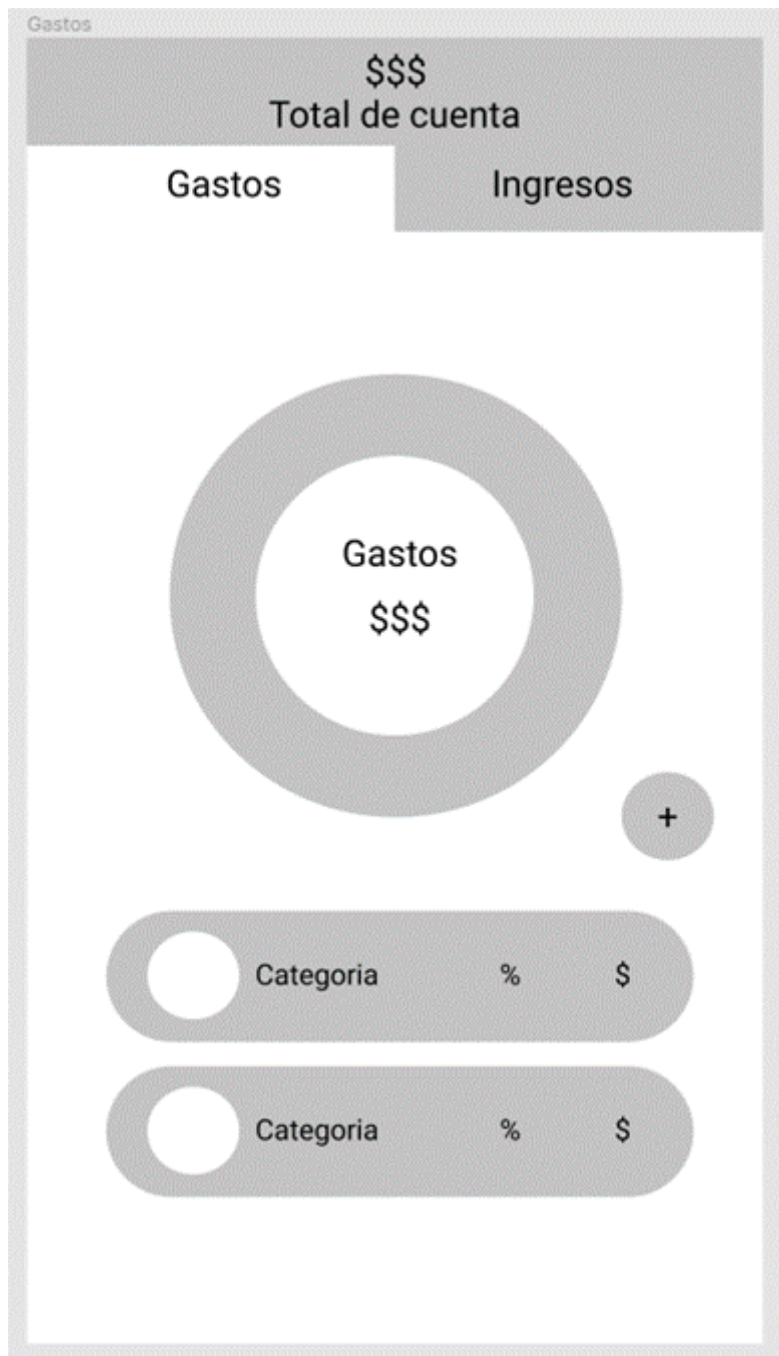 Gastos
$$$
Total de cuenta
Gastos Ingresos
Gastos
$$$
+
Categoria % $
Categoria % $